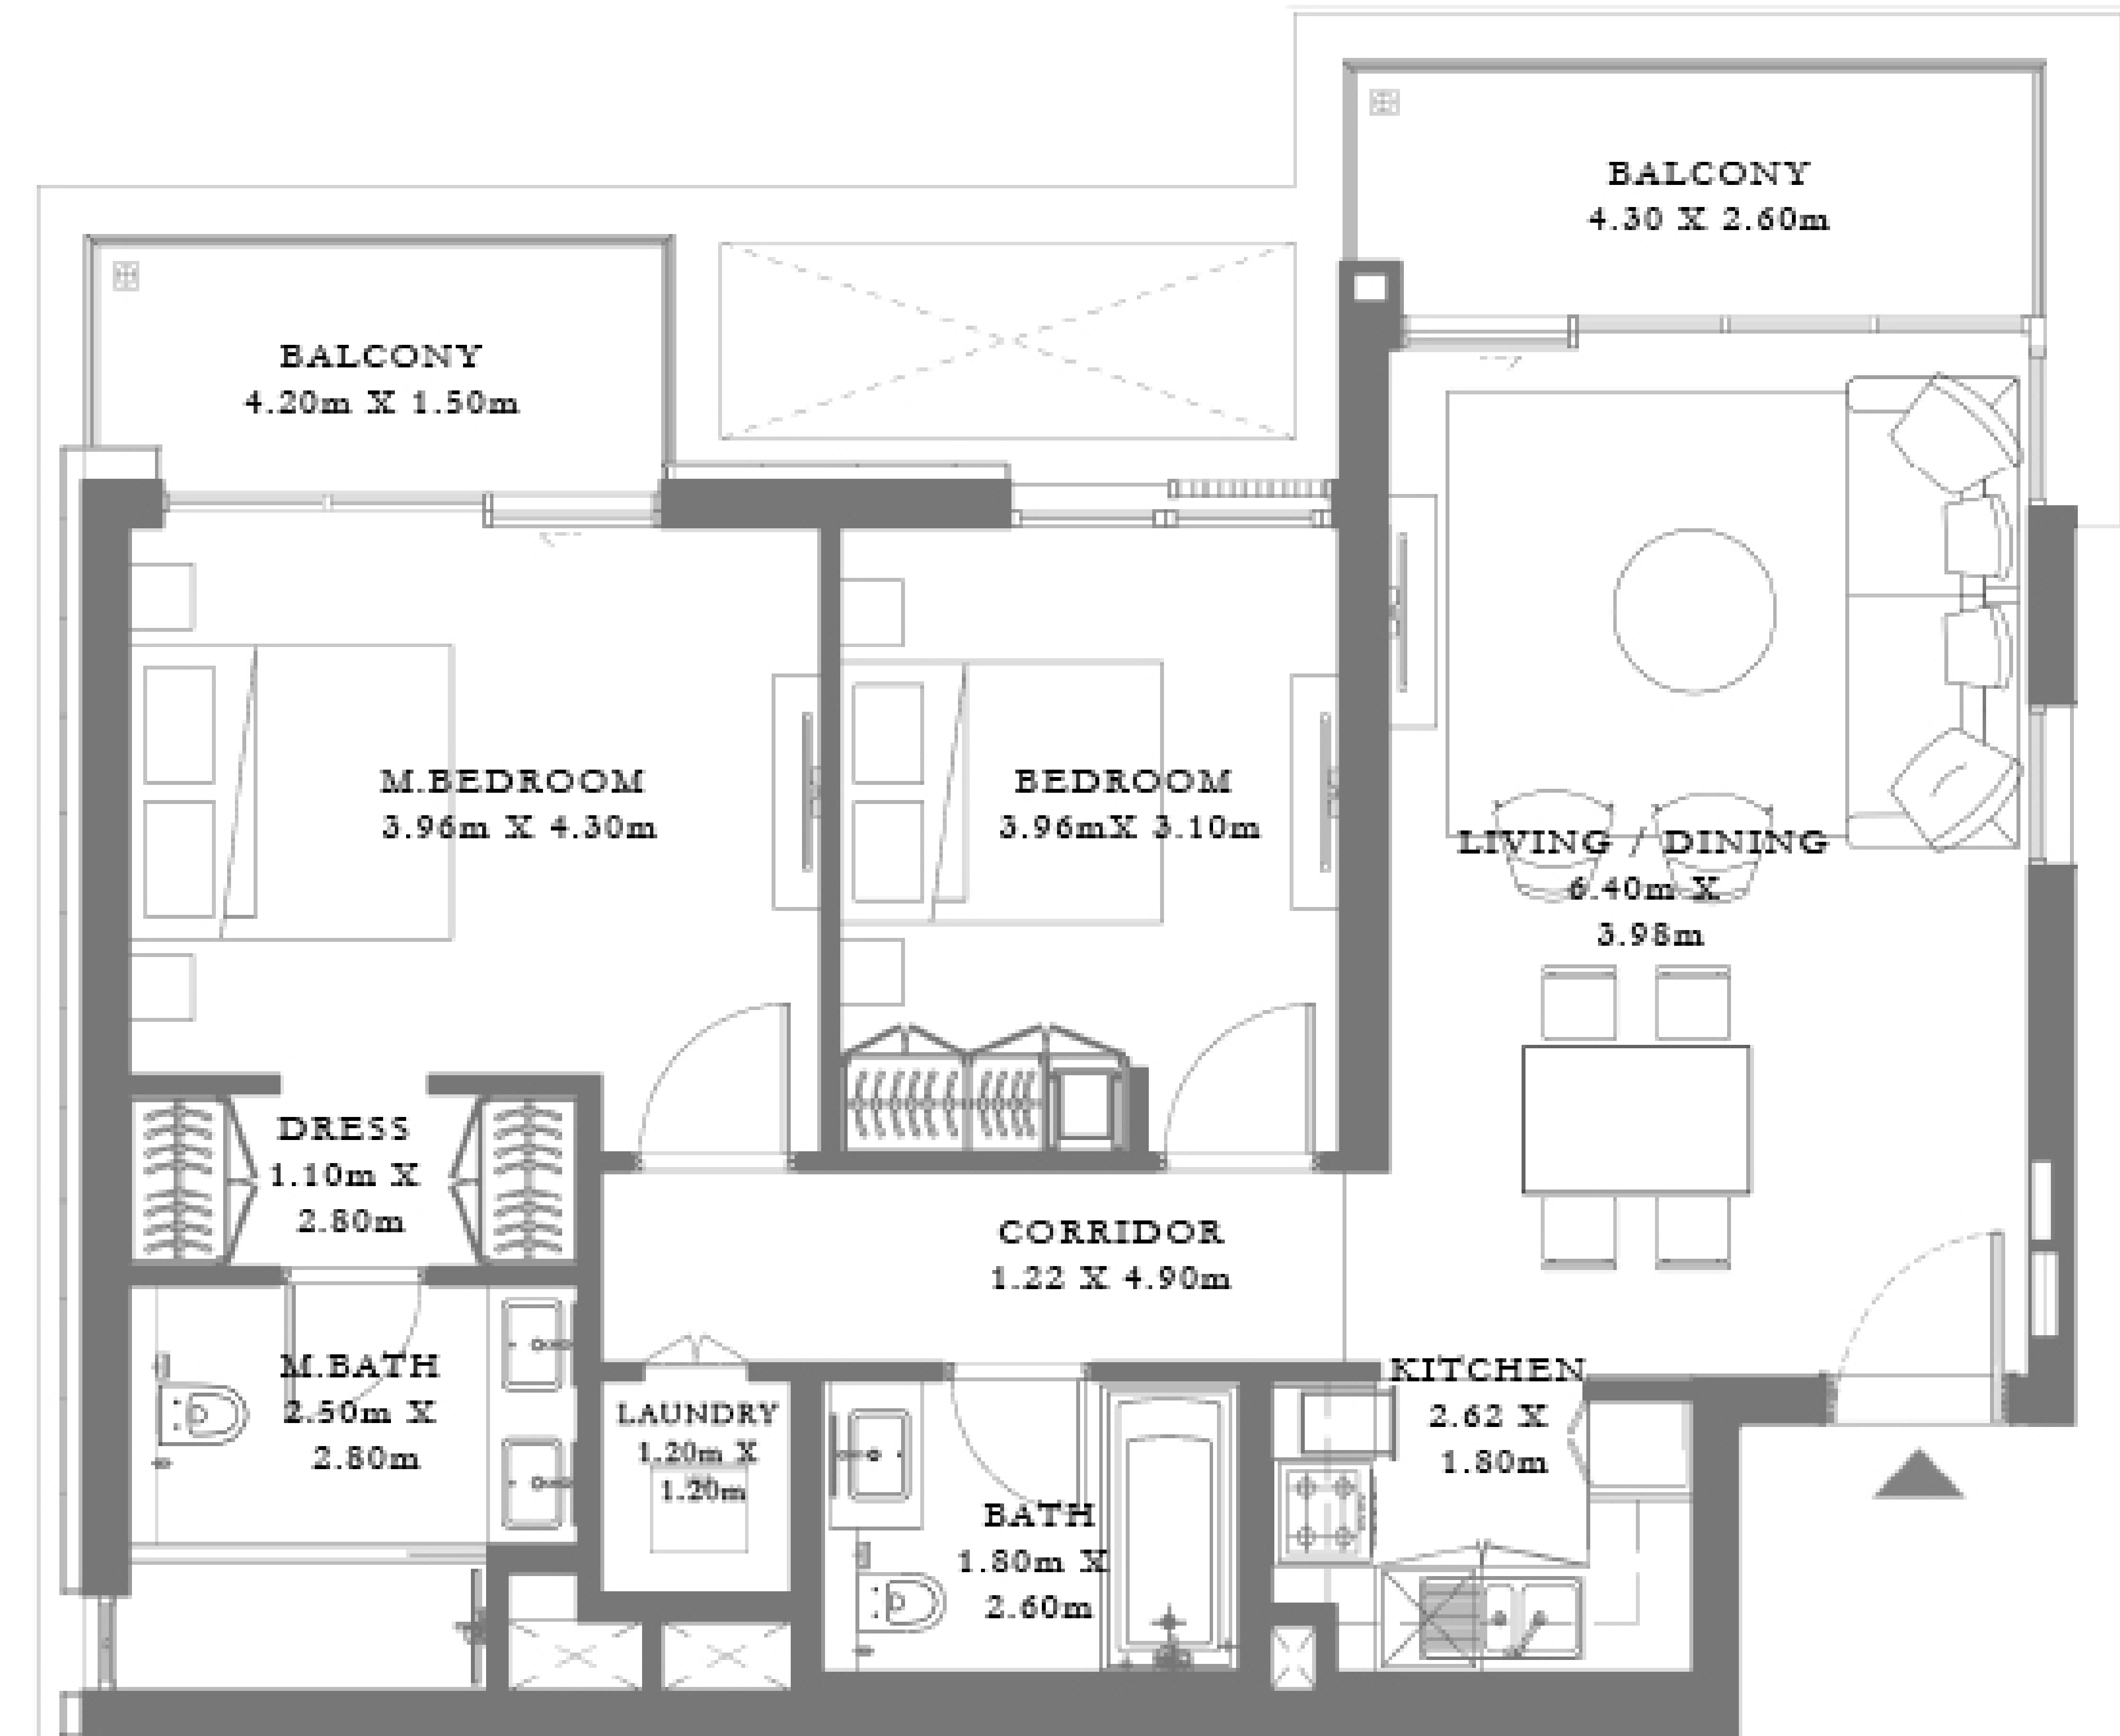 BALCONY
4.30 X 2.60m
BALCONY
4.20m X 1.50m
M.BEDROOM
3.96m X 4.30m
BEDROOM
3.96mX 3.10m
LIVING / DINING
6.40m X
3.98m
DRESS
1.10m X
2.80m
CORRIDOR
1.22 X 4.90m
M.BATH
2.50m X
2.80m
LAUNDRY
1.20m X
1.20m
BATH
1.80m X
2.60m
KITCHEN
2.62 X
1.80m